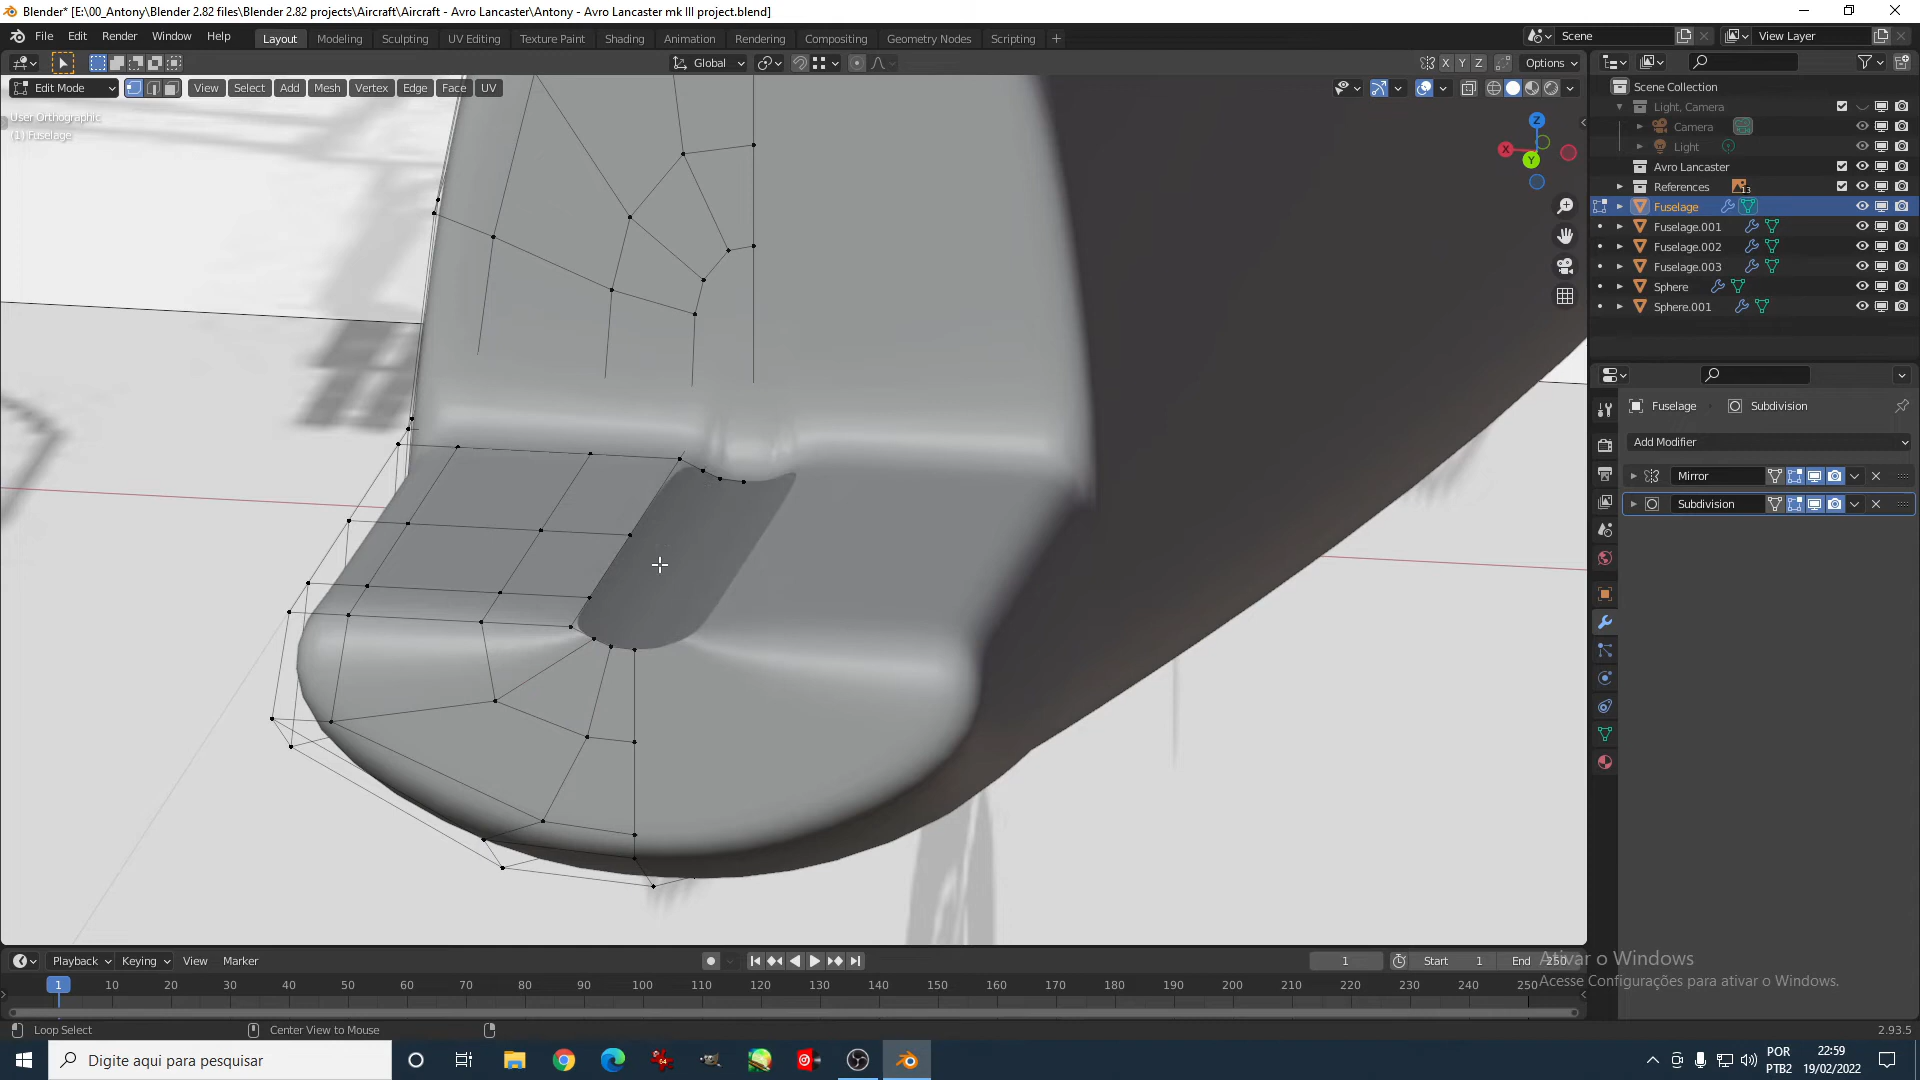 Blender* [E:\00_Antony\Blender 2.82 files\Blender 2.82 projects\Aircraft\Aircraft - Avro Lancaster\Antony - Avro Lancaster mk III project.blend]
File Edit Render Window Help Layout Modeling Sculpting UV Editing Texture Paint Shading Animation Rendering Compositing Geometry Nodes Scripting + Scene View Layer
Global X Y Z Options
Edit Mode View Select Add Mesh Vertex Edge Face UV
User Orthographic
(1) Fuselage
Z
X
Y
Scene Collection
Light, Camera
Camera
Light
Avro Lancaster
References 13
Fuselage
Fuselage.001
Fuselage.002
Fuselage.003
Sphere
Sphere.001
Fuselage Subdivision
Add Modifier
Mirror
Subdivision
Playback Keying View Marker 1 Start 1 End 250
1 10 20 30 40 50 60 70 80 90 100 110 120 130 140 150 160 170 180 190 200 210 220 230 240 250
Ativar o Windows
Acesse Configurações para ativar o Windows.
Loop Select Center View to Mouse 2.93.5
Digite aqui para pesquisar
POR
PTB2
22:59
19/02/2022